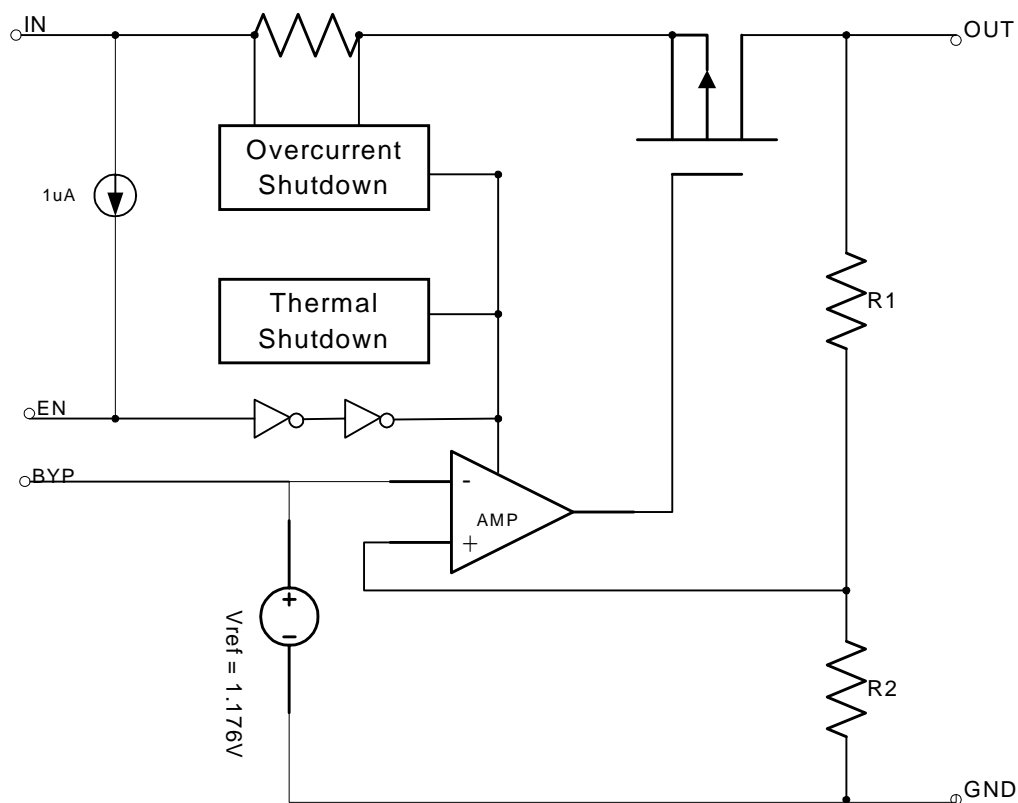 IN
OUT
Overcurrent
Shutdown
1uA
Thermal
Shutdown
R1
EN
BYP
-
AMP
+
+
-
Vref = 1.176V
R2
GND